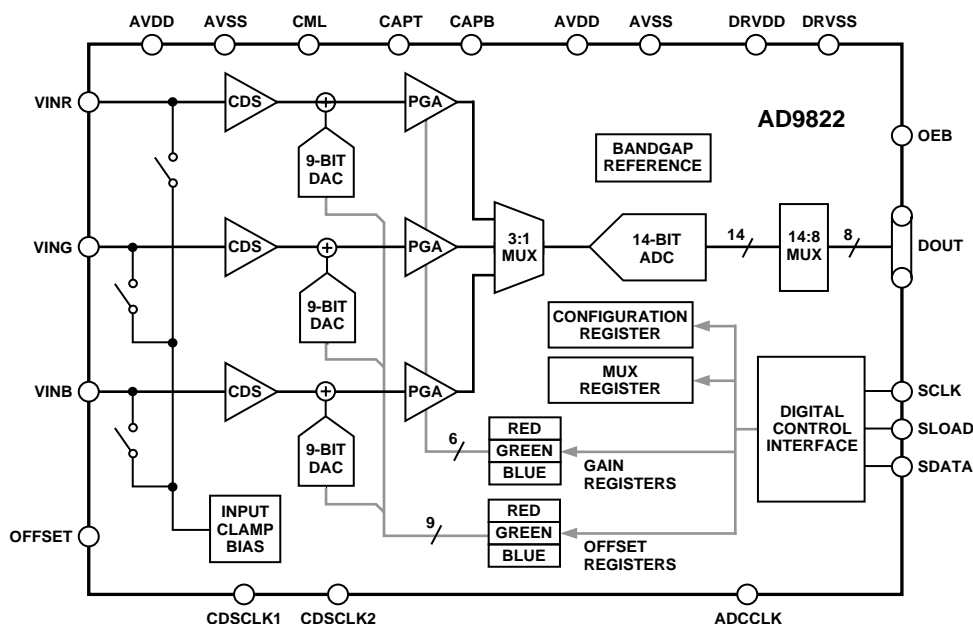 AVDD
AVSS
CML
CAPT
CAPB
AVDD
AVSS
DRVDD
DRVSS
VINR
CDS
+
PGA
AD9822
OEB
9-BIT
DAC
BANDGAP
REFERENCE
VING
CDS
+
PGA
3:1
MUX
14-BIT
ADC
14
14:8
MUX
8
DOUT
9-BIT
DAC
CONFIGURATION
REGISTER
MUX
REGISTER
VINB
CDS
+
PGA
9-BIT
DAC
6
RED
GREEN
BLUE
GAIN
REGISTERS
DIGITAL
CONTROL
INTERFACE
SCLK
SLOAD
SDATA
INPUT
CLAMP
BIAS
9
RED
GREEN
BLUE
OFFSET
REGISTERS
OFFSET
CDSCLK1
CDSCLK2
ADCCLK